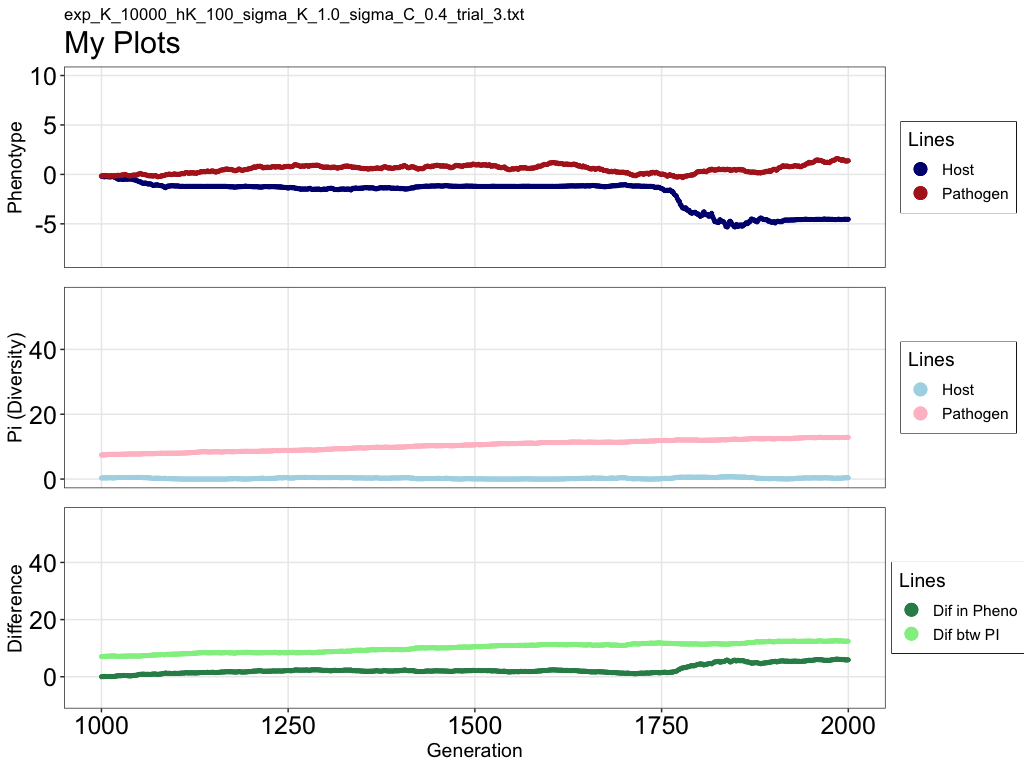 exp_K_10000_hK_100_sigma_K_1.0_sigma_C_0.4_trial_3.txt
My Plots
Phenotype
10
5
0
-5
Lines
Host
Pathogen
Pi (Diversity)
40
20
0
Lines
Host
Pathogen
Difference
40
20
0
Lines
Dif in Pheno
Dif btw PI
1000 1250 1500 1750 2000
Generation